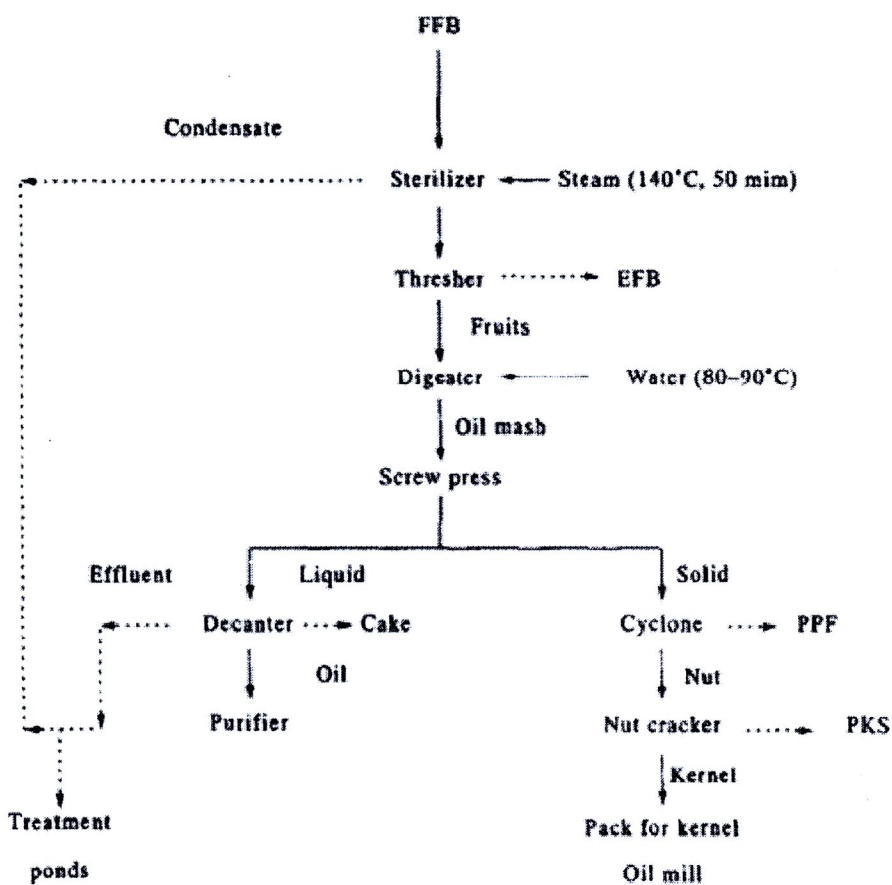 FFB
Condensate
Sterilizer
Steam (140°C, 50 mim)
Thresher
EFB
Fruits
Digeater
Water (80–90°C)
Oil mash
Screw press
Effluent
Liquid
Solid
Decanter
Cake
Cyclone
PPF
Oil
Nut
Purifier
Nut cracker
PKS
Kernel
Treatment
ponds
Pack for kernel
Oil mill